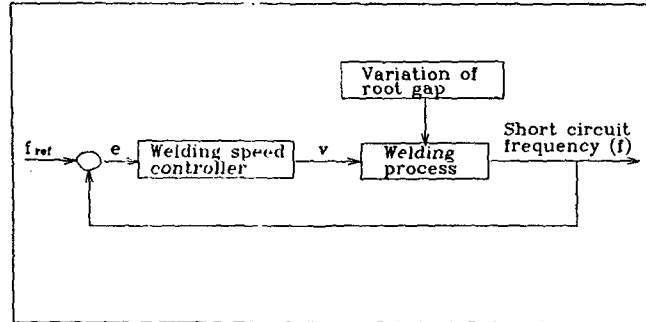 Variation of
root gap
Short circuit
frequency (f)
f ref
e
Welding speed
controller
v
Welding
process